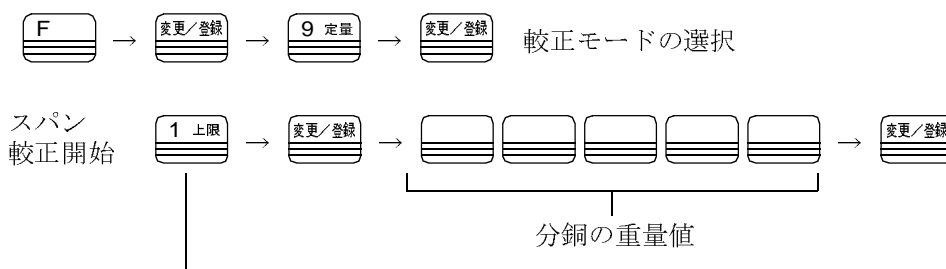 F → 変更／登録 → 9 定量 → 変更／登録 較正モードの選択
スパン
較正開始 1 上限 → 変更／登録 → → 変更／登録
分銅の重量値